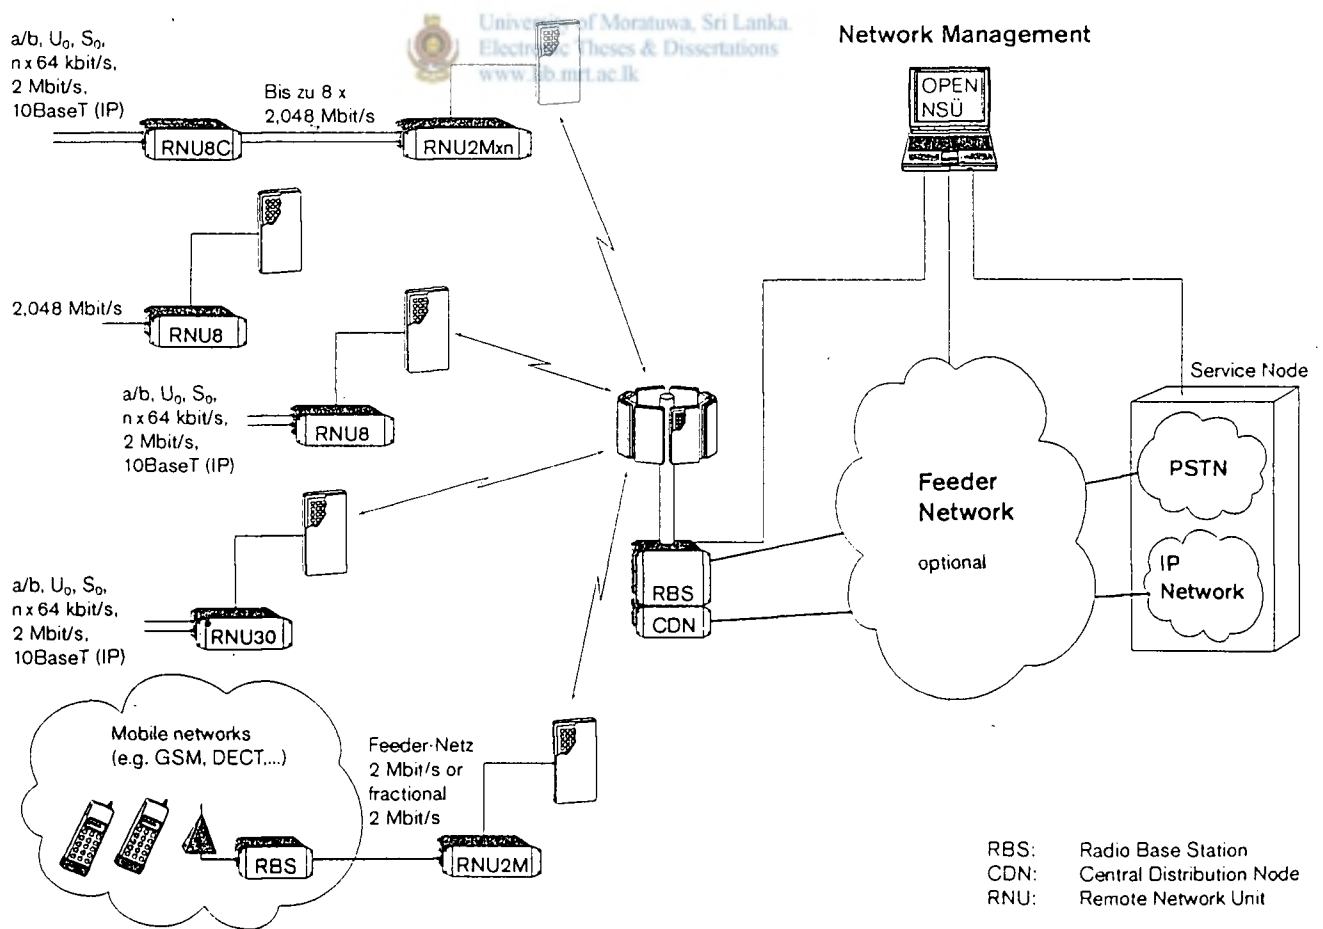 University of Moratuwa, Sri Lanka.
Electronic Theses & Dissertations
www.lib.mrt.ac.lk
Network Management
OPEN
NSÜ
a/b, U₀, S₀,
n x 64 kbit/s,
2 Mbit/s,
10BaseT (IP)
Bis zu 8 x
2,048 Mbit/s
RNU8C
RNU2Mxn
2,048 Mbit/s
RNU8
a/b, U₀, S₀,
n x 64 kbit/s,
2 Mbit/s,
10BaseT (IP)
RNU8
Service Node
PSTN
Feeder
Network
optional
IP
Network
RBS
CDN
a/b, U₀, S₀,
n x 64 kbit/s,
2 Mbit/s,
10BaseT (IP)
RNU30
Mobile networks
(e.g. GSM, DECT,...)
Feeder-Netz
2 Mbit/s or
fractional
2 Mbit/s
RBS
RNU2M
RBS: Radio Base Station
CDN: Central Distribution Node
RNU: Remote Network Unit